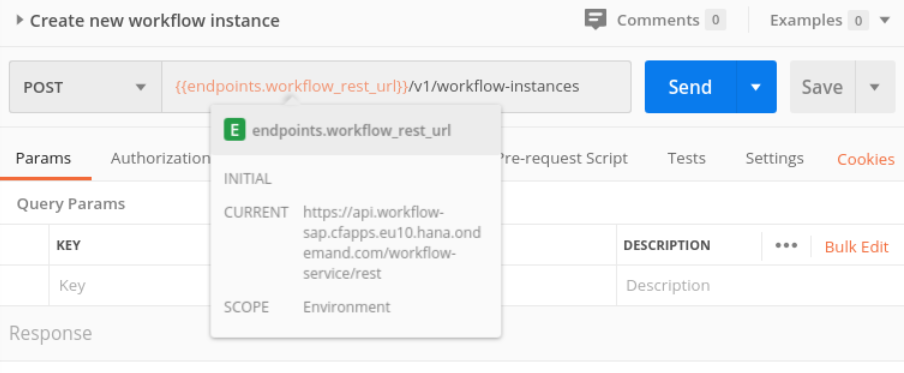 Create new workflow instance
Comments 0
Examples 0
POST
{{endpoints.workflow_rest_url}}/v1/workflow-instances
Send
Save
E endpoints.workflow_rest_url
Params
Authorization
Pre-request Script
Tests
Settings
Cookies
INITIAL
Query Params
CURRENT
https://api.workflow-
sap.cfapps.eu10.hana.ond
emand.com/workflow-
service/rest
KEY
DESCRIPTION
Bulk Edit
Key
Description
SCOPE
Environment
Response